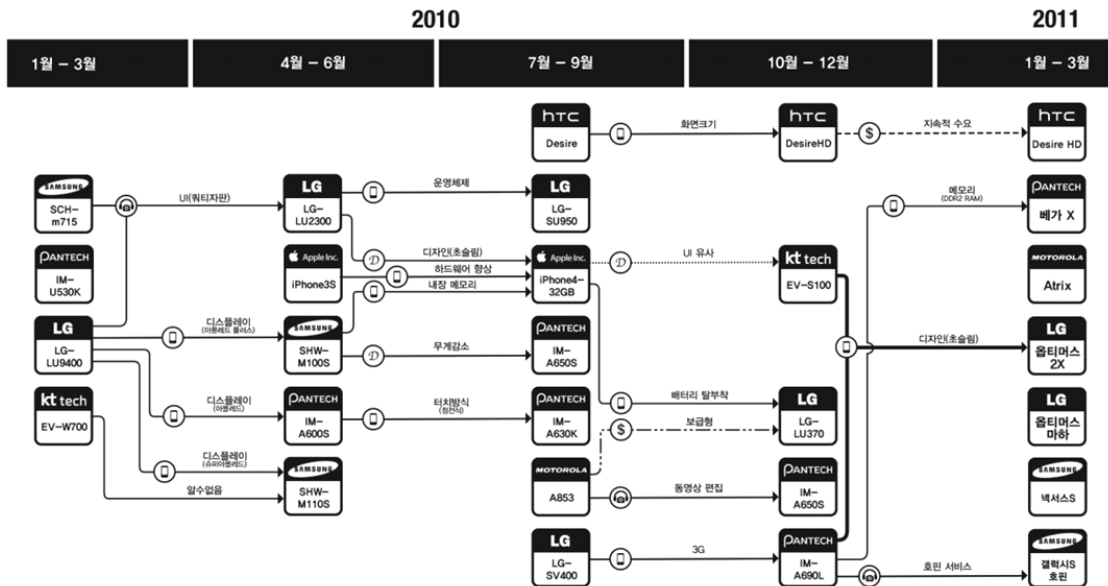 2010
2011
1월 – 3월
4월 – 6월
7월 – 9월
10월 – 12월
1월 – 3월
hTC
Desire
화면크기
hTC
DesireHD
$
지속적 수요
hTC
Desire HD
SAMSUNG
SCH-
m715
UI(쿼티자판)
LG
LG-
LU2300
운영체제
LG
LG-
SU950
메모리
(DDR2 RAM)
PANTECH
베가 X
PANTECH
IM-
U530K
D
디자인(초슬림)
Apple Inc.
iPhone3S
하드웨어 향상
내장 메모리
Apple Inc.
iPhone4-
32GB
D
UI 유사
kt tech
EV-S100
MOTOROLA
Atrix
LG
LG-
LU9400
디스플레이
(아몰레드 플러스)
SAMSUNG
SHW-
M100S
D
무게감소
PANTECH
IM-
A650S
디자인(초슬림)
LG
옵티머스
2X
kt tech
EV-W700
디스플레이
(아몰레드)
PANTECH
IM-
A600S
터치방식
(정전식)
PANTECH
IM-
A630K
배터리 탈부착
$
보급형
LG
LG-
LU370
LG
옵티머스
마하
디스플레이
(슈퍼아몰레드)
알수없음
SAMSUNG
SHW-
M110S
MOTOROLA
A853
동영상 편집
PANTECH
IM-
A650S
SAMSUNG
넥서스S
LG
LG-
SV400
3G
PANTECH
IM-
A690L
호핀 서비스
SAMSUNG
갤럭시S
호핀